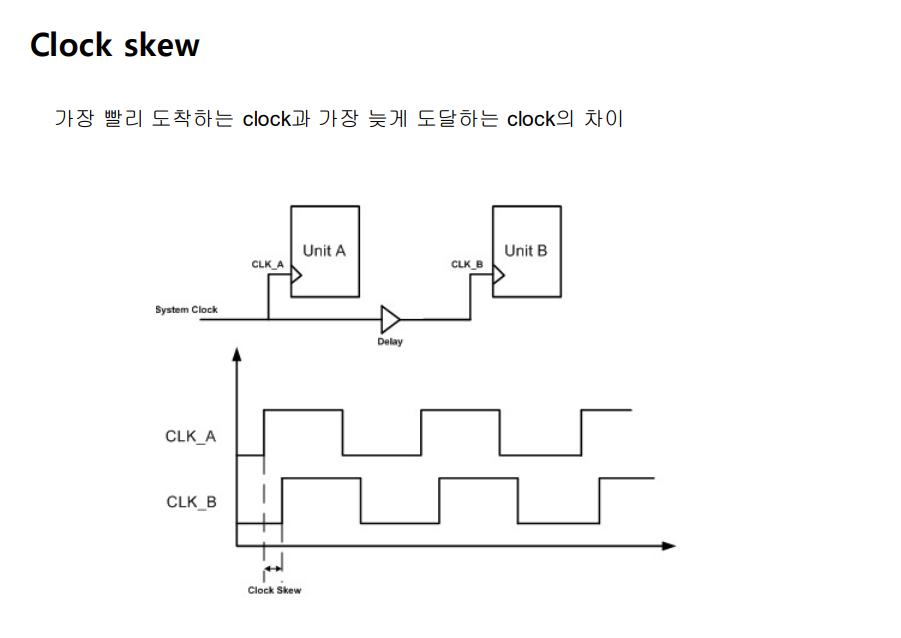 Clock skew
가장 빨리 도착하는 clock과 가장 늦게 도달하는 clock의 차이
Unit A
Unit B
CLK_A
CLK_B
System Clock
Delay
CLK_A
CLK_B
Clock Skew